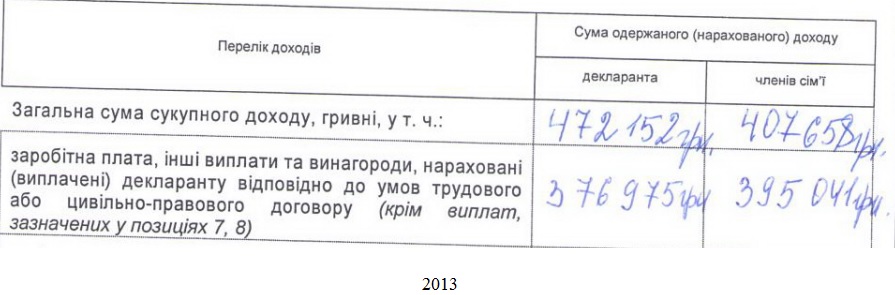 Перелік доходів
Сума одержаного (нарахованого) доходу
декларанта
членів сім'ї
Загальна сума сукупного доходу, гривні, у т. ч.:
472 152 грн.
407 658 грн.
заробітна плата, інші виплати та винагороди, нараховані
(виплачені) декларанту відповідно до умов трудового
або цивільно-правового договору (крім виплат,
зазначених у позиціях 7, 8)
376 975 грн
395 041 грн.
2013